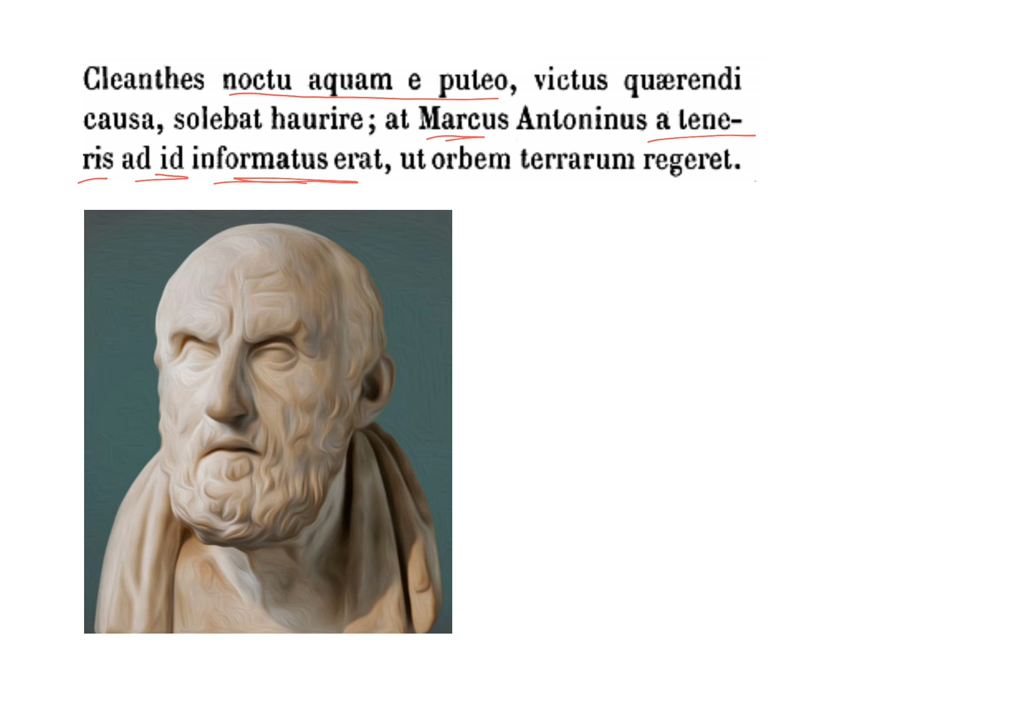 Cleanthes noctu aquam e puteo, victus quærendi
causa, solebat haurire; at Marcus Antoninus a tene-
ris ad id informatus erat, ut orbem terrarum regeret.